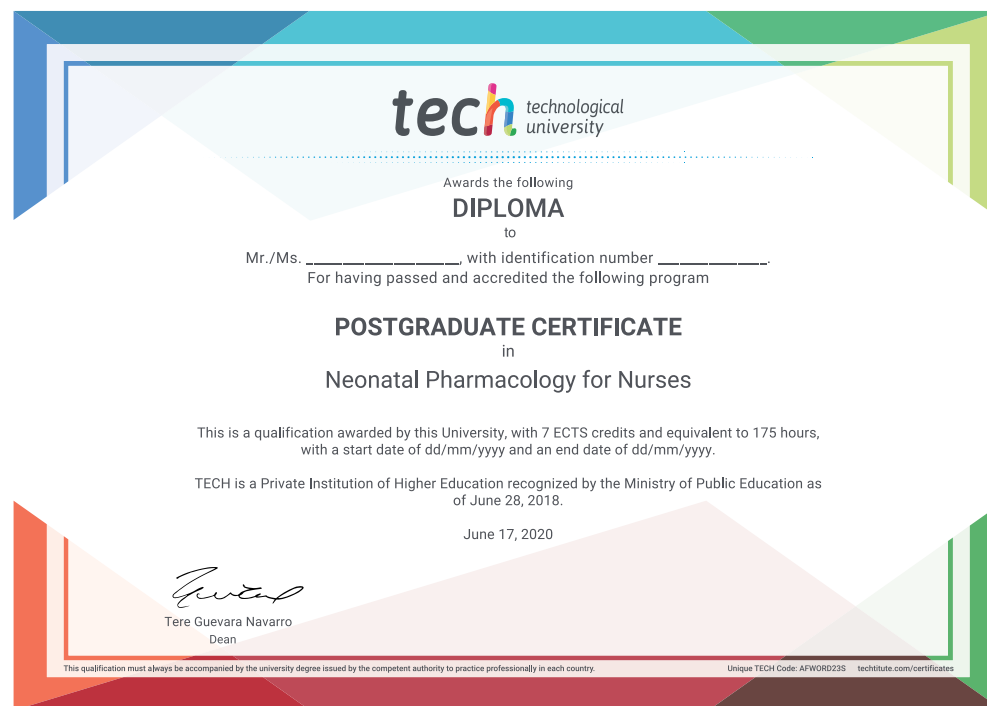 tech technological
university
Awards the following
DIPLOMA
to
Mr./Ms. ____________________, with identification number ______________.
For having passed and accredited the following program
POSTGRADUATE CERTIFICATE
in
Neonatal Pharmacology for Nurses
This is a qualification awarded by this University, with 7 ECTS credits and equivalent to 175 hours,
with a start date of dd/mm/yyyy and an end date of dd/mm/yyyy.
TECH is a Private Institution of Higher Education recognized by the Ministry of Public Education as
of June 28, 2018.
June 17, 2020
Tere Guevara Navarro
Dean
This qualification must always be accompanied by the university degree issued by the competent authority to practice professionally in each country.
Unique TECH Code: AFWORD23S techtitute.com/certificates